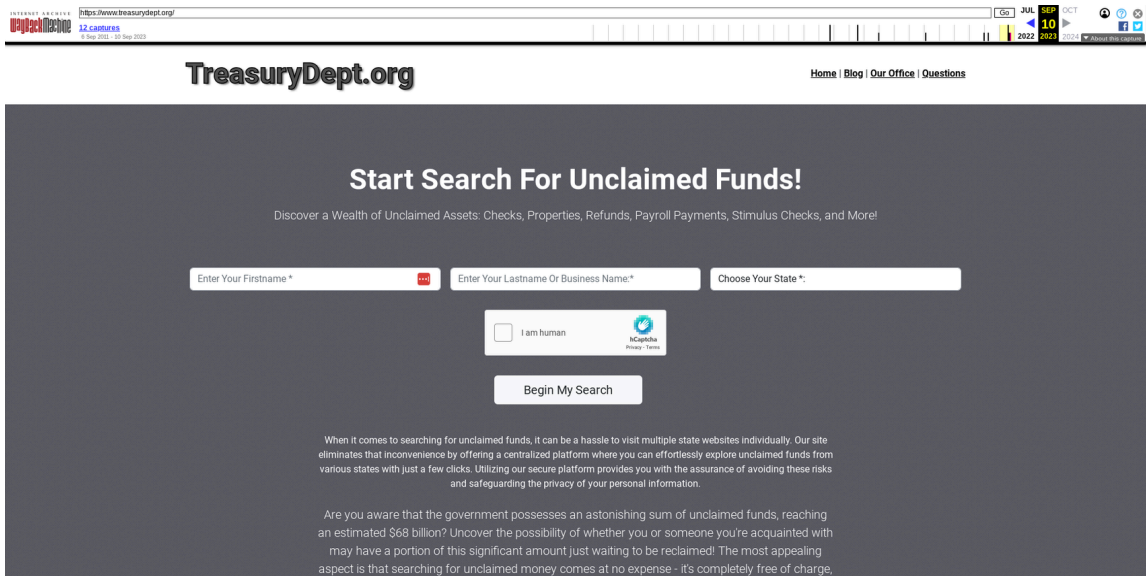 INTERNET ARCHIVE
WayBackMachine
https://www.treasurydept.org/
Go
JUL
SEP
OCT
12 captures
10
8 Sep 2011 - 10 Sep 2023
2022
2023
2024
About this capture
TreasuryDept.org
Home | Blog | Our Office | Questions
Start Search For Unclaimed Funds!
Discover a Wealth of Unclaimed Assets: Checks, Properties, Refunds, Payroll Payments, Stimulus Checks, and More!
Enter Your Firstname *
Enter Your Lastname Or Business Name:*
Choose Your State *:
I am human
hCaptcha
Privacy - Terms
Begin My Search
When it comes to searching for unclaimed funds, it can be a hassle to visit multiple state websites individually. Our site
eliminates that inconvenience by offering a centralized platform where you can effortlessly explore unclaimed funds from
various states with just a few clicks. Utilizing our secure platform provides you with the assurance of avoiding these risks
and safeguarding the privacy of your personal information.
Are you aware that the government possesses an astonishing sum of unclaimed funds, reaching
an estimated $68 billion? Uncover the possibility of whether you or someone you're acquainted with
may have a portion of this significant amount just waiting to be reclaimed! The most appealing
aspect is that searching for unclaimed money comes at no expense - it's completely free of charge,